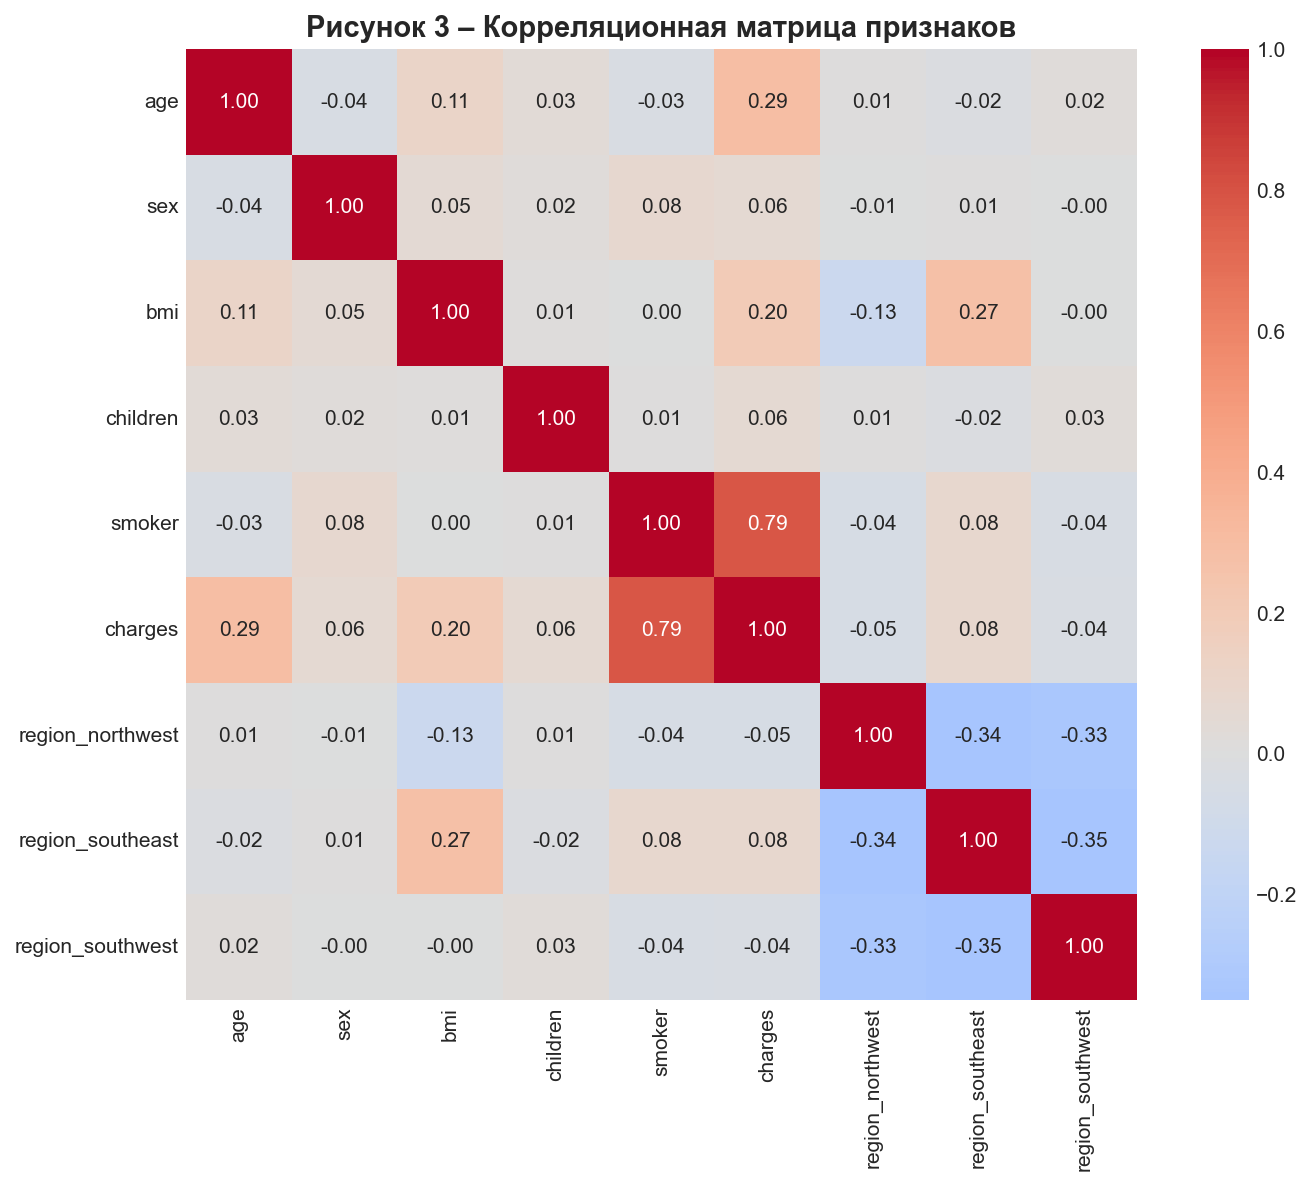 Рисунок 3 – Корреляционная матрица признаков
age 1.00 -0.04 0.11 0.03 -0.03 0.29 0.01 -0.02 0.02
sex -0.04 1.00 0.05 0.02 0.08 0.06 -0.01 0.01 -0.00
bmi 0.11 0.05 1.00 0.01 0.00 0.20 -0.13 0.27 -0.00
children 0.03 0.02 0.01 1.00 0.01 0.06 0.01 -0.02 0.03
smoker -0.03 0.08 0.00 0.01 1.00 0.79 -0.04 0.08 -0.04
charges 0.29 0.06 0.20 0.06 0.79 1.00 -0.05 0.08 -0.04
region_northwest 0.01 -0.01 -0.13 0.01 -0.04 -0.05 1.00 -0.34 -0.33
region_southeast -0.02 0.01 0.27 -0.02 0.08 0.08 -0.34 1.00 -0.35
region_southwest 0.02 -0.00 -0.00 0.03 -0.04 -0.04 -0.33 -0.35 1.00
age
sex
bmi
children
smoker
charges
region_northwest
region_southeast
region_southwest
1.0
0.8
0.6
0.4
0.2
0.0
−0.2